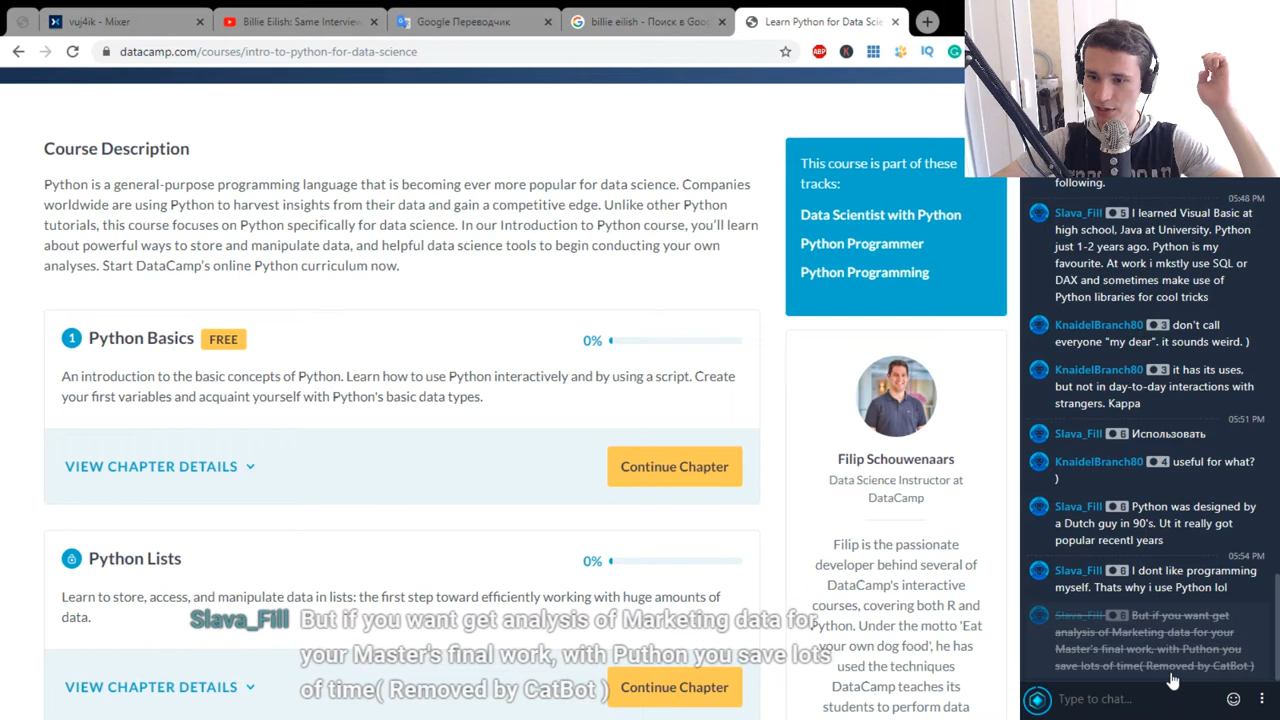 vuj4ik - Mixer
Billie Eilish: Same Interview
Google Переводчик
billie eilish - Поиск в Goo
Learn Python for Data Scie
datacamp.com/courses/intro-to-python-for-data-science
ABP
K
IQ
Course Description
Python is a general-purpose programming language that is becoming ever more popular for data science. Companies
worldwide are using Python to harvest insights from their data and gain a competitive edge. Unlike other Python
tutorials, this course focuses on Python specifically for data science. In our Introduction to Python course, you’ll learn
about powerful ways to store and manipulate data, and helpful data science tools to begin conducting your own
analyses. Start DataCamp’s online Python curriculum now.
1 Python Basics FREE 0%
An introduction to the basic concepts of Python. Learn how to use Python interactively and by using a script. Create
your first variables and acquaint yourself with Python's basic data types.
VIEW CHAPTER DETAILS Continue Chapter
Python Lists 0%
Learn to store, access, and manipulate data in lists: the first step toward efficiently working with huge amounts of
data.
VIEW CHAPTER DETAILS Continue Chapter
Slava_Fill But if you want get analysis of Marketing data for
your Master's final work, with Puthon you save lots
of time( Removed by CatBot )
This course is part of these
tracks:
Data Scientist with Python
Python Programmer
Python Programming
Filip Schouwenaars
Data Science Instructor at
DataCamp
Filip is the passionate
developer behind several of
DataCamp's interactive
courses, covering both R and
Python. Under the motto 'Eat
your own dog food', he has
used the techniques
DataCamp teaches its
students to perform data
following.
05:48 PM
Slava_Fill 5 I learned Visual Basic at
high school, Java at University. Python
just 1-2 years ago. Python is my
favourite. At work i mkstly use SQL or
DAX and sometimes make use of
Python libraries for cool tricks
KnaidelBranch80 3 don't call
everyone "my dear". it sounds weird. )
KnaidelBranch80 3 it has its uses,
but not in day-to-day interactions with
strangers. Kappa
05:51 PM
Slava_Fill 6 Использовать
KnaidelBranch80 4 useful for what?
)
Slava_Fill 6 Python was designed by
a Dutch guy in 90's. Ut it really got
popular recentl years
05:54 PM
Slava_Fill 6 I dont like programming
myself. Thats why i use Python lol
Slava_Fill 6 But if you want get
analysis of Marketing data for your
Master's final work, with Puthon you
save lots of time( Removed by CatBot )
Type to chat...